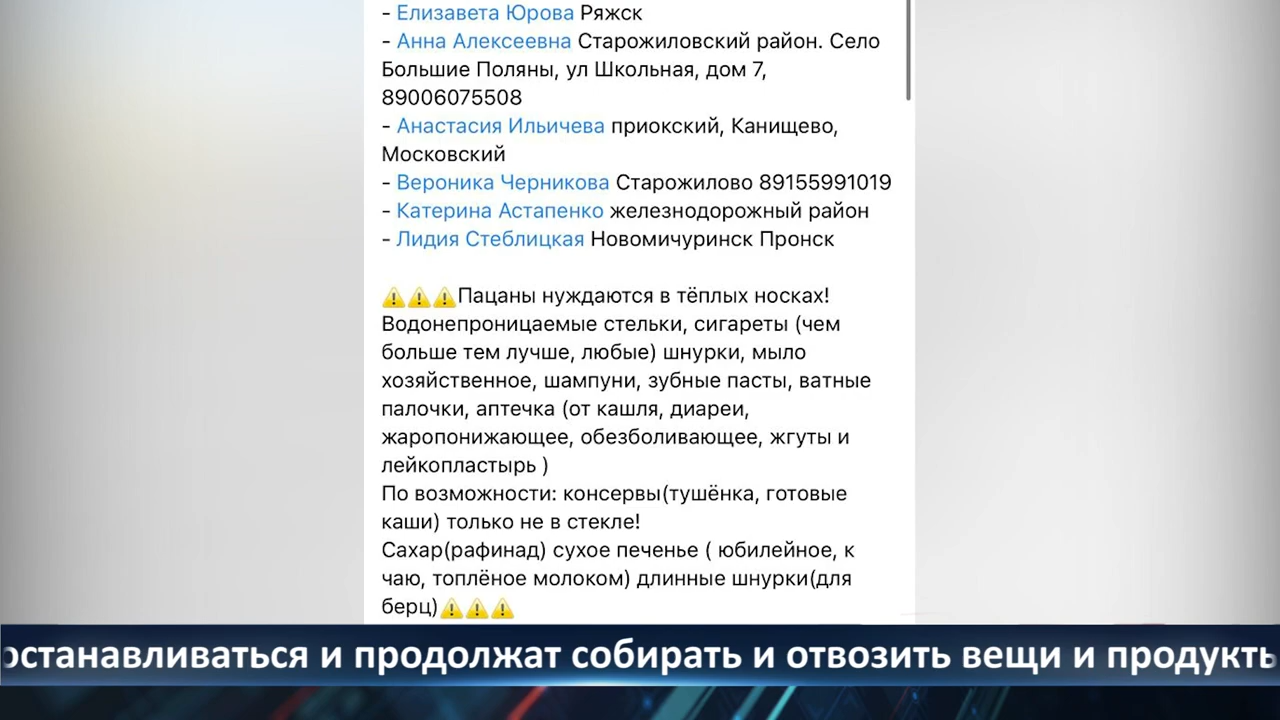 - Елизавета Юрова Ряжск
- Анна Алексеевна Старожиловский район. Село
Большие Поляны, ул Школьная, дом 7,
89006075508
- Анастасия Ильичева приокский, Канищево,
Московский
- Вероника Черникова Старожилово 89155991019
- Катерина Астапенко железнодорожный район
- Лидия Стеблицкая Новомичуринск Пронск
⚠️⚠️⚠️Пацаны нуждаются в тёплых носках!
Водонепроницаемые стельки, сигареты (чем
больше тем лучше, любые) шнурки, мыло
хозяйственное, шампуни, зубные пасты, ватные
палочки, аптечка (от кашля, диареи,
жаропонижающее, обезболивающее, жгуты и
лейкопластырь )
По возможности: консервы(тушёнка, готовые
каши) только не в стекле!
Сахар(рафинад) сухое печенье ( юбилейное, к
чаю, топлёное молоком) длинные шнурки(для
берц)⚠️⚠️⚠️
останавливаться и продолжат собирать и отвозить вещи и продукты